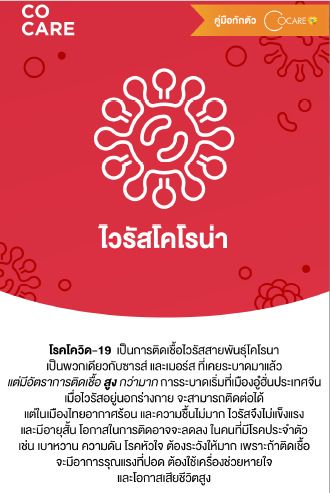 CO
CARE
คู่มือกักตัว COCARE
ไวรัสโคโรน่า
โรคโควิด-19 เป็นการติดเชื้อไวรัสสายพันธุ์โคโรนา
เป็นพวกเดียวกับซารส์ และเมอร์ส ที่เคยระบาดมาแล้ว
แต่มีอัตราการติดเชื้อ สูง กว่ามาก การระบาดเริ่มที่เมืองอู่ฮั่นประเทศจีน
เมื่อไวรัสอยู่นอกร่างกาย จะสามารถติดต่อได้
แต่ในเมืองไทยอากาศร้อน และความชื้นไม่มาก ไวรัสจึงไม่แข็งแรง
และมีอายุสั้น โอกาสในการติดอาจจะลดลง ในคนที่มีโรคประจำตัว
เช่น เบาหวาน ความดัน โรคหัวใจ ต้องระวังให้มาก เพราะถ้าติดเชื้อ
จะมีอาการรุณแรงที่ปอด ต้องใช้เครื่องช่วยหายใจ
และโอกาสเสียชีวิตสูง